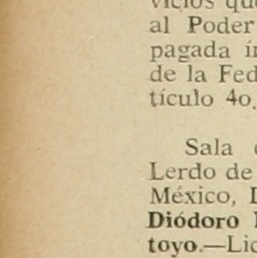 vicios que
al Poder
pagada ín
de la Fed
tículo 4o.
Sala
Lerdo de
México,
Diódoro
toyo.—Lic